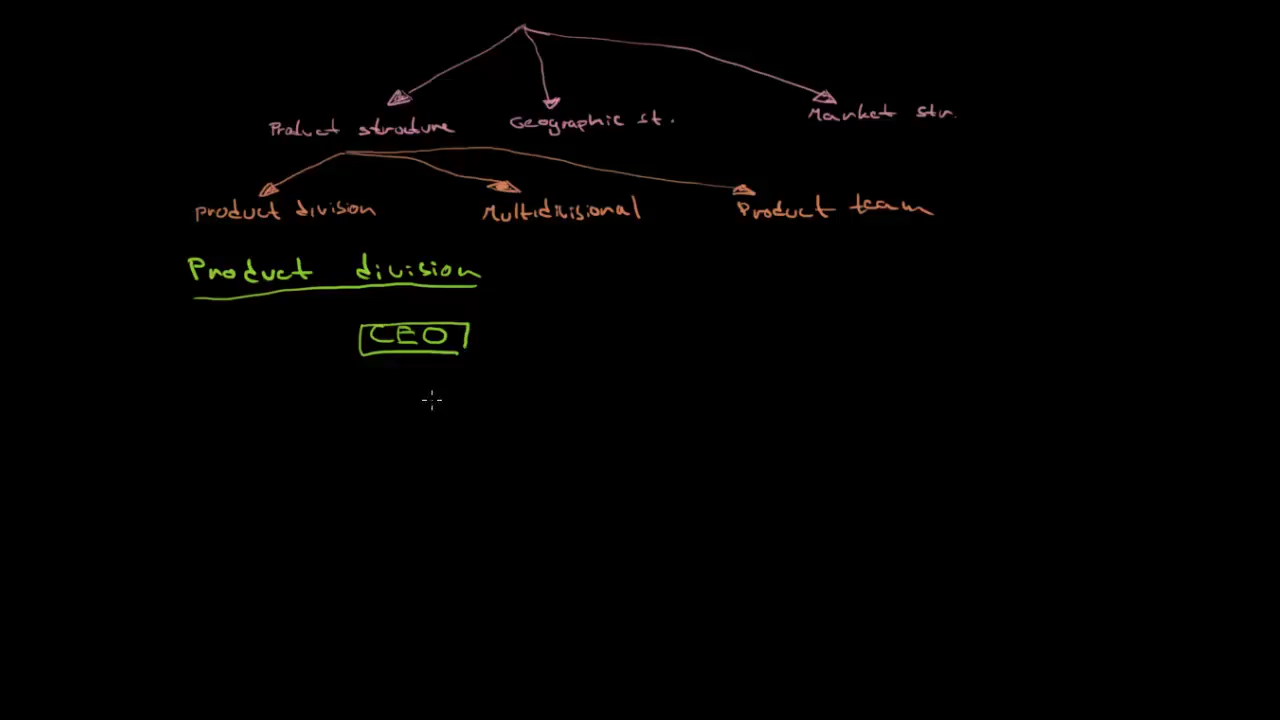 Product structure Geographic st. Market str.
product division Multidivisional Product team
Product division
CEO